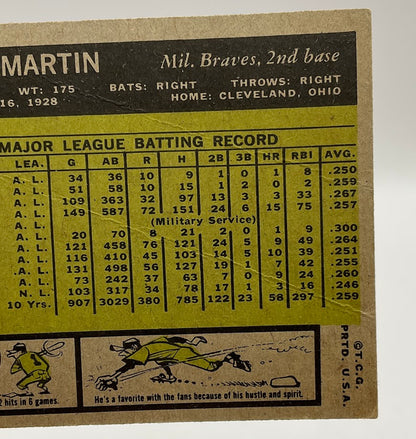 MARTIN Mil. Braves, 2nd base
WT: 175 BATS: RIGHT THROWS: RIGHT
16, 1928 HOME: CLEVELAND, OHIO
MAJOR LEAGUE BATTING RECORD
LEA. G AB R H 2B 3B HR RBI AVG.
A. L. 34 36 10 9 1 0 1 8 .250
A. L. 51 58 10 15 1 2 0 2 .259
A. L. 109 363 32 97 13 3 3 33 .267
A. L. 149 587 72 151 24 6 15 75 .257
(Military Service)
A. L. 20 70 8 21 2 0 1 9 .300
A. L. 121 458 76 121 24 5 9 49 .264
A. L. 116 410 45 103 14 5 10 39 .251
A. L. 131 498 56 127 19 1 7 42 .255
A. L. 73 242 37 63 7 0 9 24 .260
N. L. 103 317 34 78 17 1 3 16 .246
10 Yrs. 907 3029 380 785 122 23 58 297 .259
2 hits in 6 games.
He's a favorite with the fans because of his hustle and spirit.
©T.C.G.
PRTD. U.S.A.